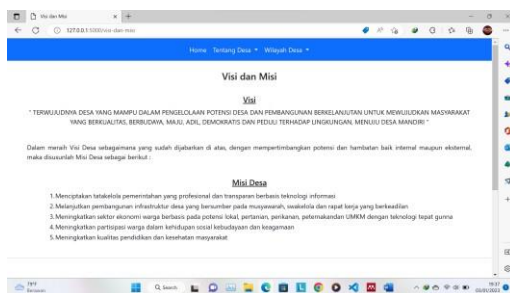 Visi dan Misi
127.0.0.1:5000/visi-dan-misi
Home Tentang Desa Wilayah Desa
Visi dan Misi
Visi
" TERWUJUDNYA DESA YANG MAMPU DALAM PENGELOLAAN POTENSI DESA DAN PEMBANGUNAN BERKELANJUTAN UNTUK MEWUJUDKAN MASYARAKAT
YANG BERKUALITAS, BERBUDAYA, MAJU, ADIL, DEMOKRATIS DAN PEDULI TERHADAP LINGKUNGAN, MENUJU DESA MANDIRI "
Dalam meraih Visi Desa sebagaimana yang sudah dijabarkan di atas, dengan mempertimbangkan potensi dan hambatan baik internal maupun eksternal,
maka disusunlah Misi Desa sebagai berikut :
Misi Desa
1. Menciptakan tatakelola pemerintahan yang profesional dan transparan berbasis teknologi informasi
2. Melanjutkan pembangunan infrastruktur desa yang bersumber pada musyawarah, swakelola dan rapat kerja yang berkeadilan
3. Meningkatkan sektor ekonomi warga berbasis pada potensi lokal, pertanian, perikanan, peternakandan UMKM dengan teknologi tepat gunna
4. Meningkatkan partisipasi warga dalam kehidupan sosial kebudayaan dan keagamaan
5. Meningkatkan kualitas pendidikan dan kesehatan masyarakat
Search
03/01/2023